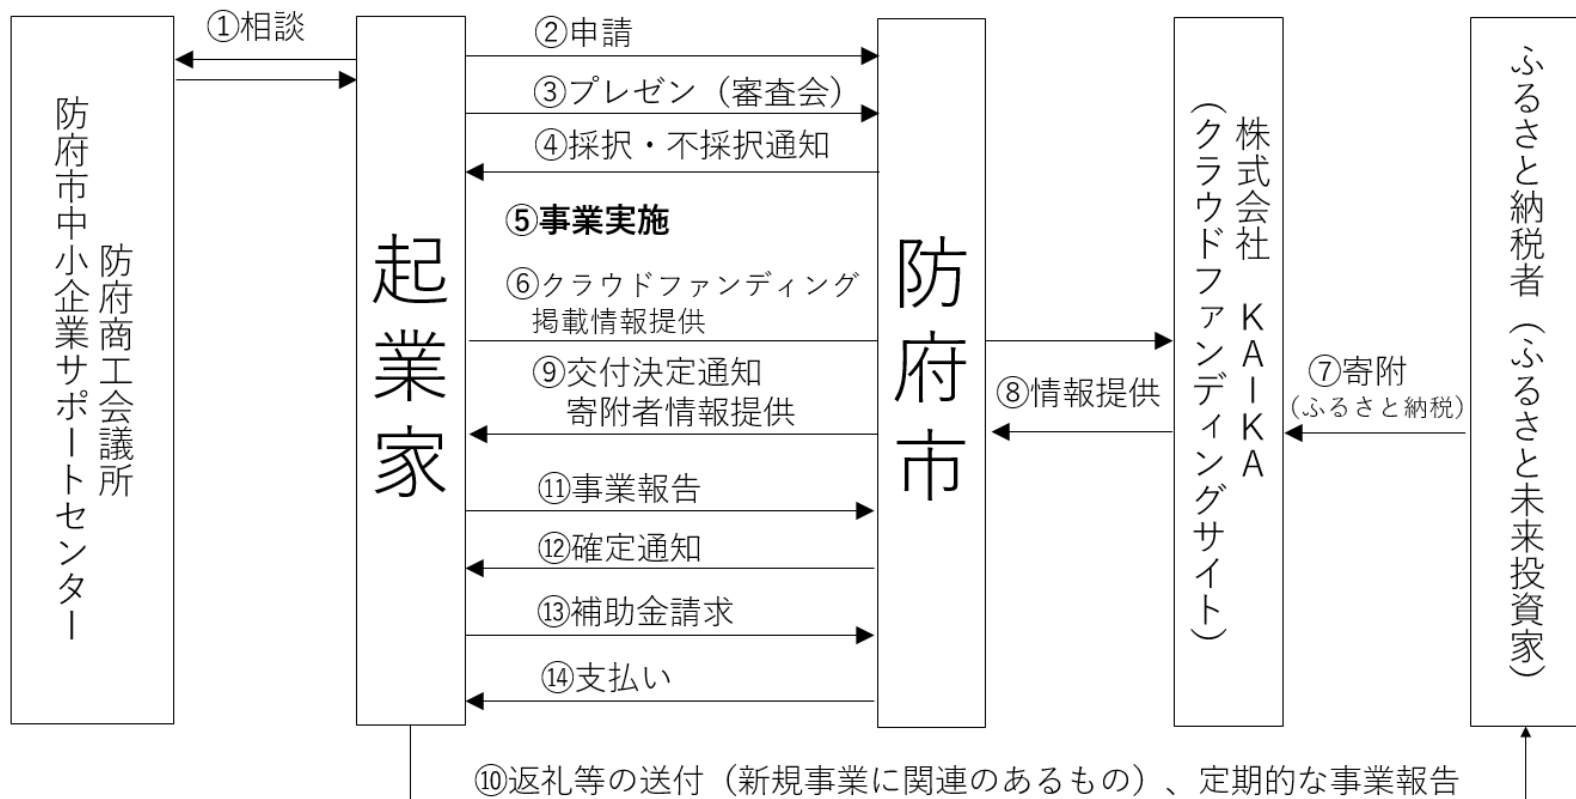 防府商工会議所
防府市中小企業サポートセンター
①相談
起業家
②申請
③プレゼン（審査会）
④採択・不採択通知
⑤事業実施
⑥クラウドファンディング
掲載情報提供
⑨交付決定通知
寄附者情報提供
⑪事業報告
⑫確定通知
⑬補助金請求
⑭支払い
防府市
⑧情報提供
株式会社　KAIKA
（クラウドファンディングサイト）
⑦寄附
（ふるさと納税）
ふるさと納税者（ふるさと未来投資家）
⑩返礼等の送付（新規事業に関連のあるもの）、定期的な事業報告